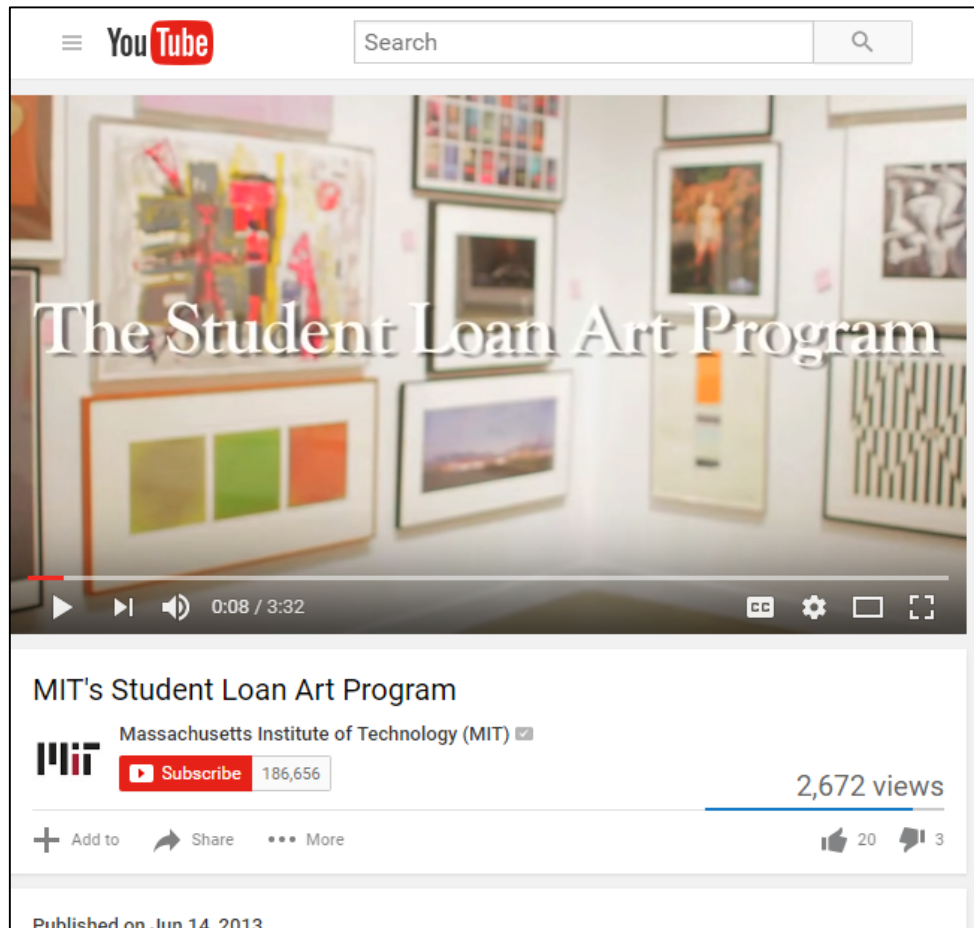 YouTube
Search
The Student Loan Art Program
0:08 / 3:32
CC
MIT's Student Loan Art Program
Massachusetts Institute of Technology (MIT)
MIT
Subscribe 186,656
2,672 views
Add to Share More
20 3
Published on Jun 14, 2013